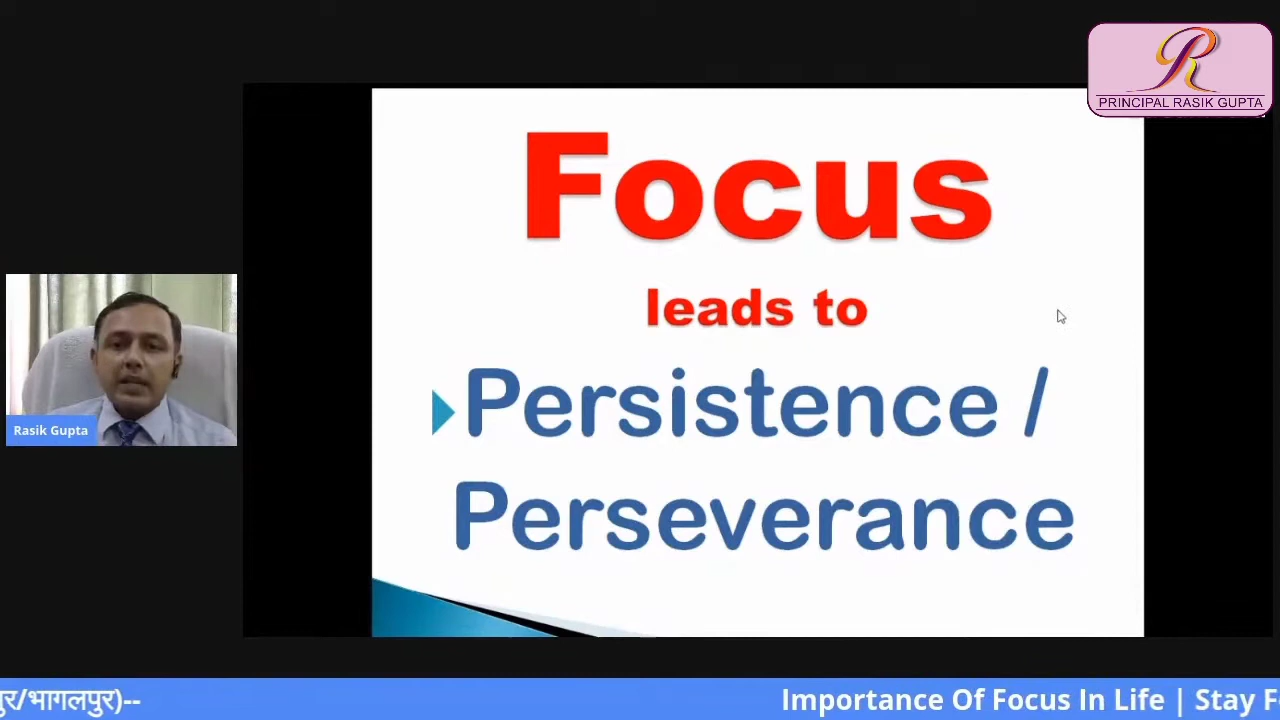 PRINCIPAL RASIK GUPTA
Focus
leads to
Persistence /
Perseverance
Rasik Gupta
पुर/भागलपुर)--
Importance Of Focus In Life | Stay F